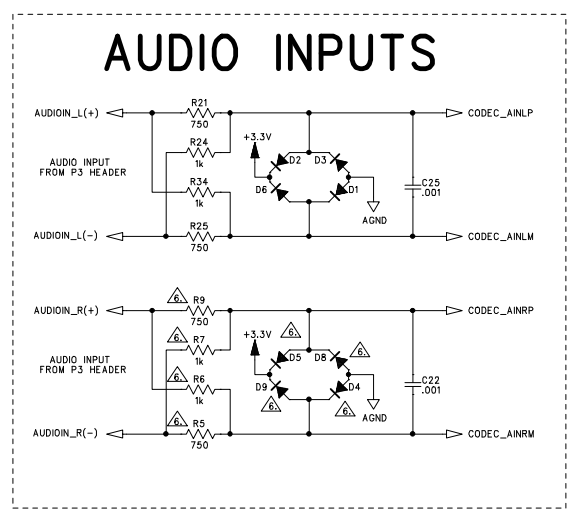 AUDIO INPUTS
AUDIOIN_L(+)
R21
750
CODEC_AINLP
R24
1k
+3.3V
D2
D3
AUDIO INPUT
FROM P3 HEADER
R34
1k
D6
D1
C25
.001
AGND
AUDIOIN_L(-)
R25
750
CODEC_AINLM
AUDIOIN_R(+)
6.
R9
750
CODEC_AINRP
6.
R7
1k
+3.3V
6.
D5
D8
6.
AUDIO INPUT
FROM P3 HEADER
6.
R6
1k
D9
D4
6.
6.
C22
.001
AGND
AUDIOIN_R(-)
6.
R5
750
CODEC_AINRM